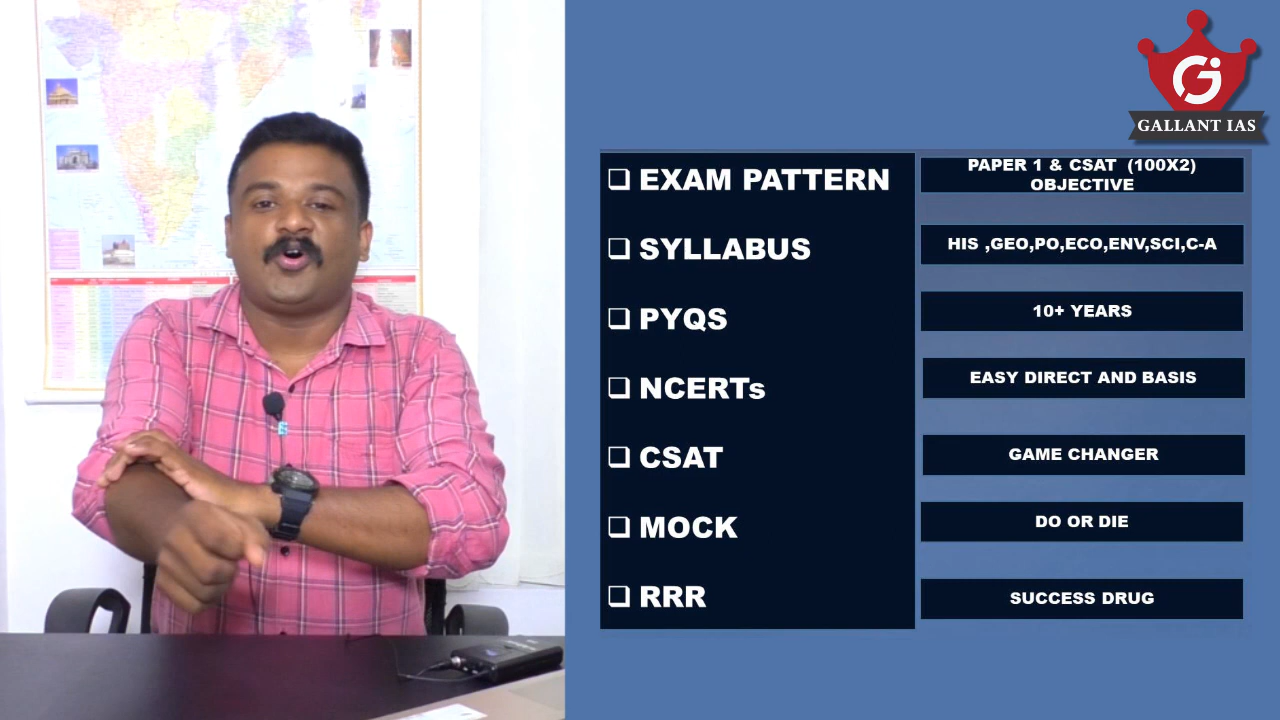 GALLANT IAS
❑ EXAM PATTERN
PAPER 1 & CSAT (100X2)
OBJECTIVE
❑ SYLLABUS
HIS ,GEO,PO,ECO,ENV,SCI,C-A
❑ PYQS
10+ YEARS
❑ NCERTs
EASY DIRECT AND BASIS
❑ CSAT
GAME CHANGER
❑ MOCK
DO OR DIE
❑ RRR
SUCCESS DRUG